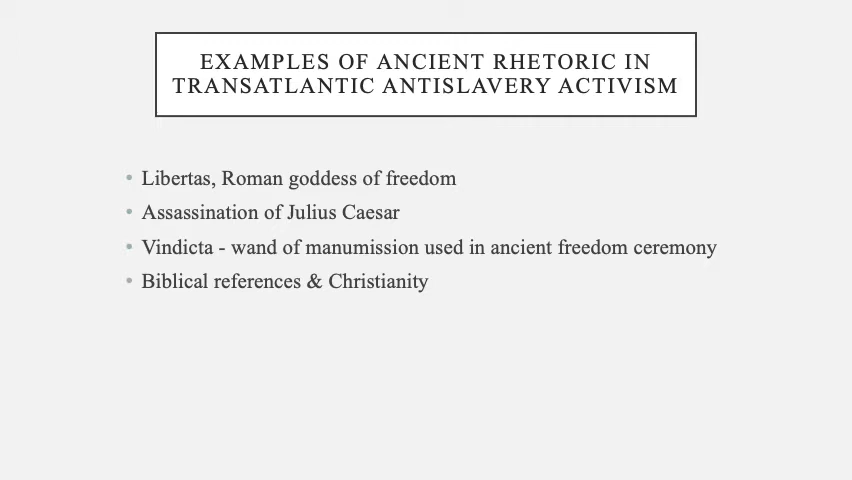 EXAMPLES OF ANCIENT RHETORIC IN
TRANSATLANTIC ANTISLAVERY ACTIVISM
• Libertas, Roman goddess of freedom
• Assassination of Julius Caesar
• Vindicta - wand of manumission used in ancient freedom ceremony
• Biblical references & Christianity